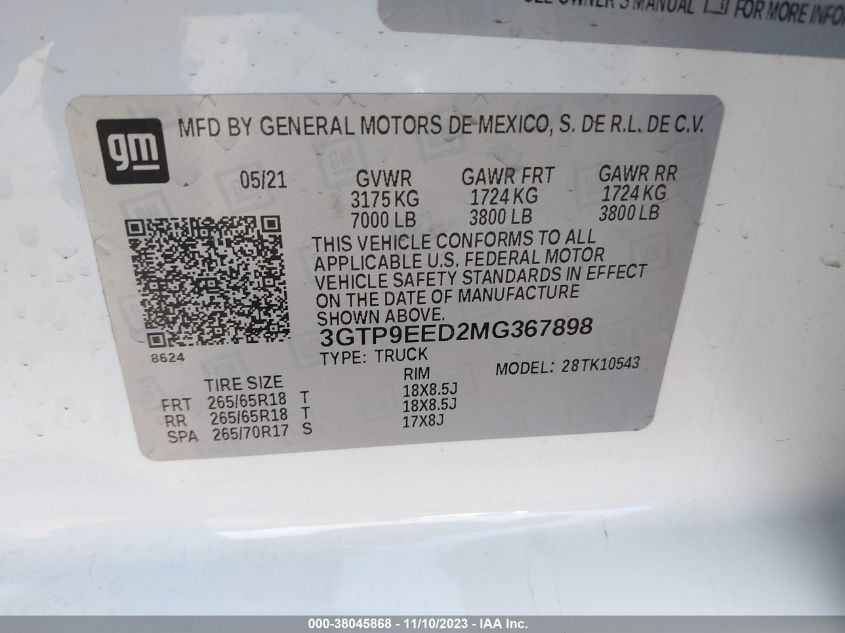 SEE OWNER'S MANUAL FOR MORE INFO
gm
MFD BY GENERAL MOTORS DE MEXICO, S. DE R.L. DE C.V.
05/21 GVWR GAWR FRT GAWR RR
3175 KG 1724 KG 1724 KG
7000 LB 3800 LB 3800 LB
THIS VEHICLE CONFORMS TO ALL
APPLICABLE U.S. FEDERAL MOTOR
VEHICLE SAFETY STANDARDS IN EFFECT
ON THE DATE OF MANUFACTURE
SHOWN ABOVE.
3GTP9EED2MG367898
8624 TYPE: TRUCK MODEL: 28TK10543
TIRE SIZE RIM
FRT 265/65R18 T 18X8.5J
RR 265/65R18 T 18X8.5J
SPA 265/70R17 S 17X8J
000-38045868 - 11/10/2023 - IAA Inc.